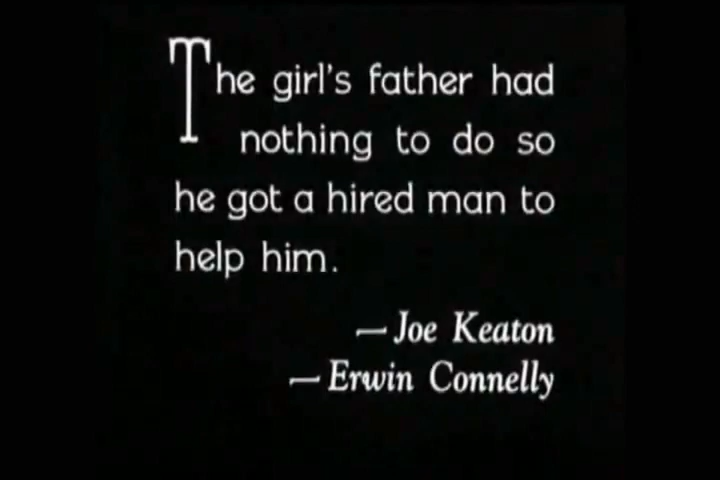 The girl's father had
nothing to do so
he got a hired man to
help him.
—Joe Keaton
—Erwin Connelly